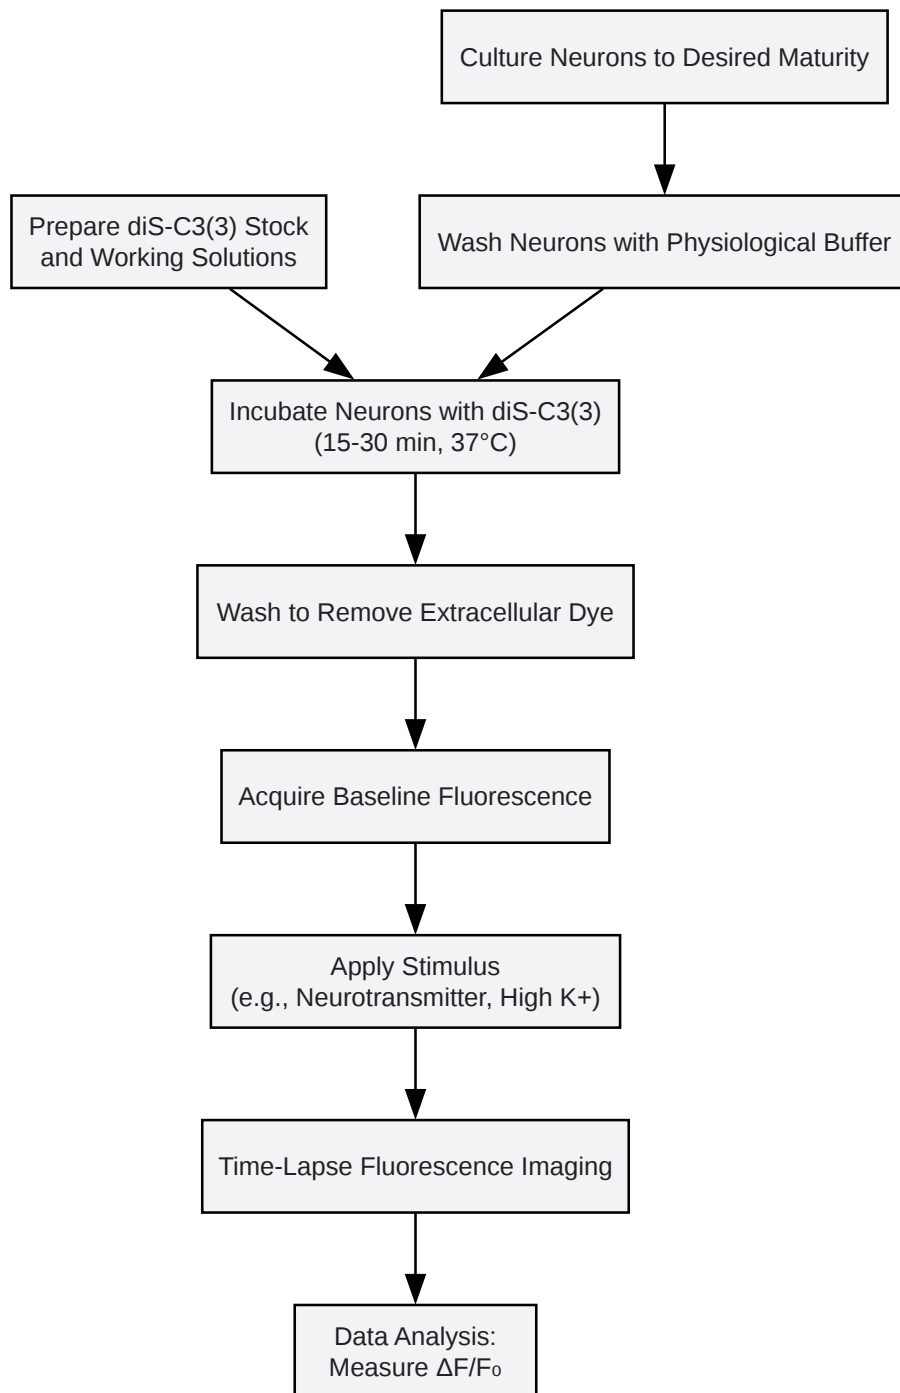 Culture Neurons to Desired Maturity
Prepare diS-C3(3) Stock
and Working Solutions
Wash Neurons with Physiological Buffer
Incubate Neurons with diS-C3(3)
(15-30 min, 37°C)
Wash to Remove Extracellular Dye
Acquire Baseline Fluorescence
Apply Stimulus
(e.g., Neurotransmitter, High K+)
Time-Lapse Fluorescence Imaging
Data Analysis:
Measure ΔF/F₀